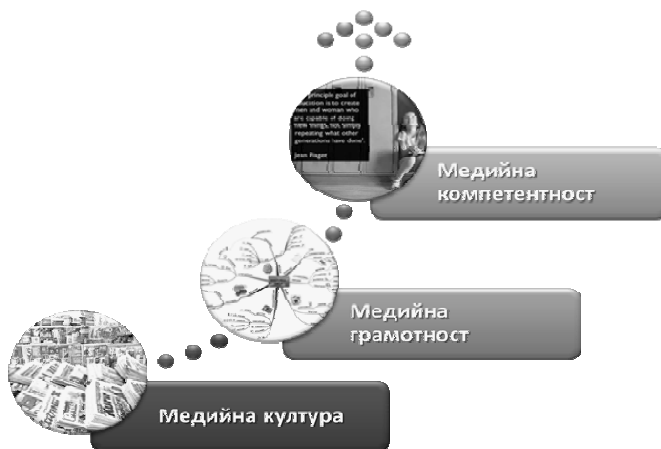 principle goal of
education is to create
men and woman who
are capable of doing
new things, not simply
repeating what other
generations have done'.
Jean Piaget
Медийна
компетентност
Медийна
грамотност
Медийна култура